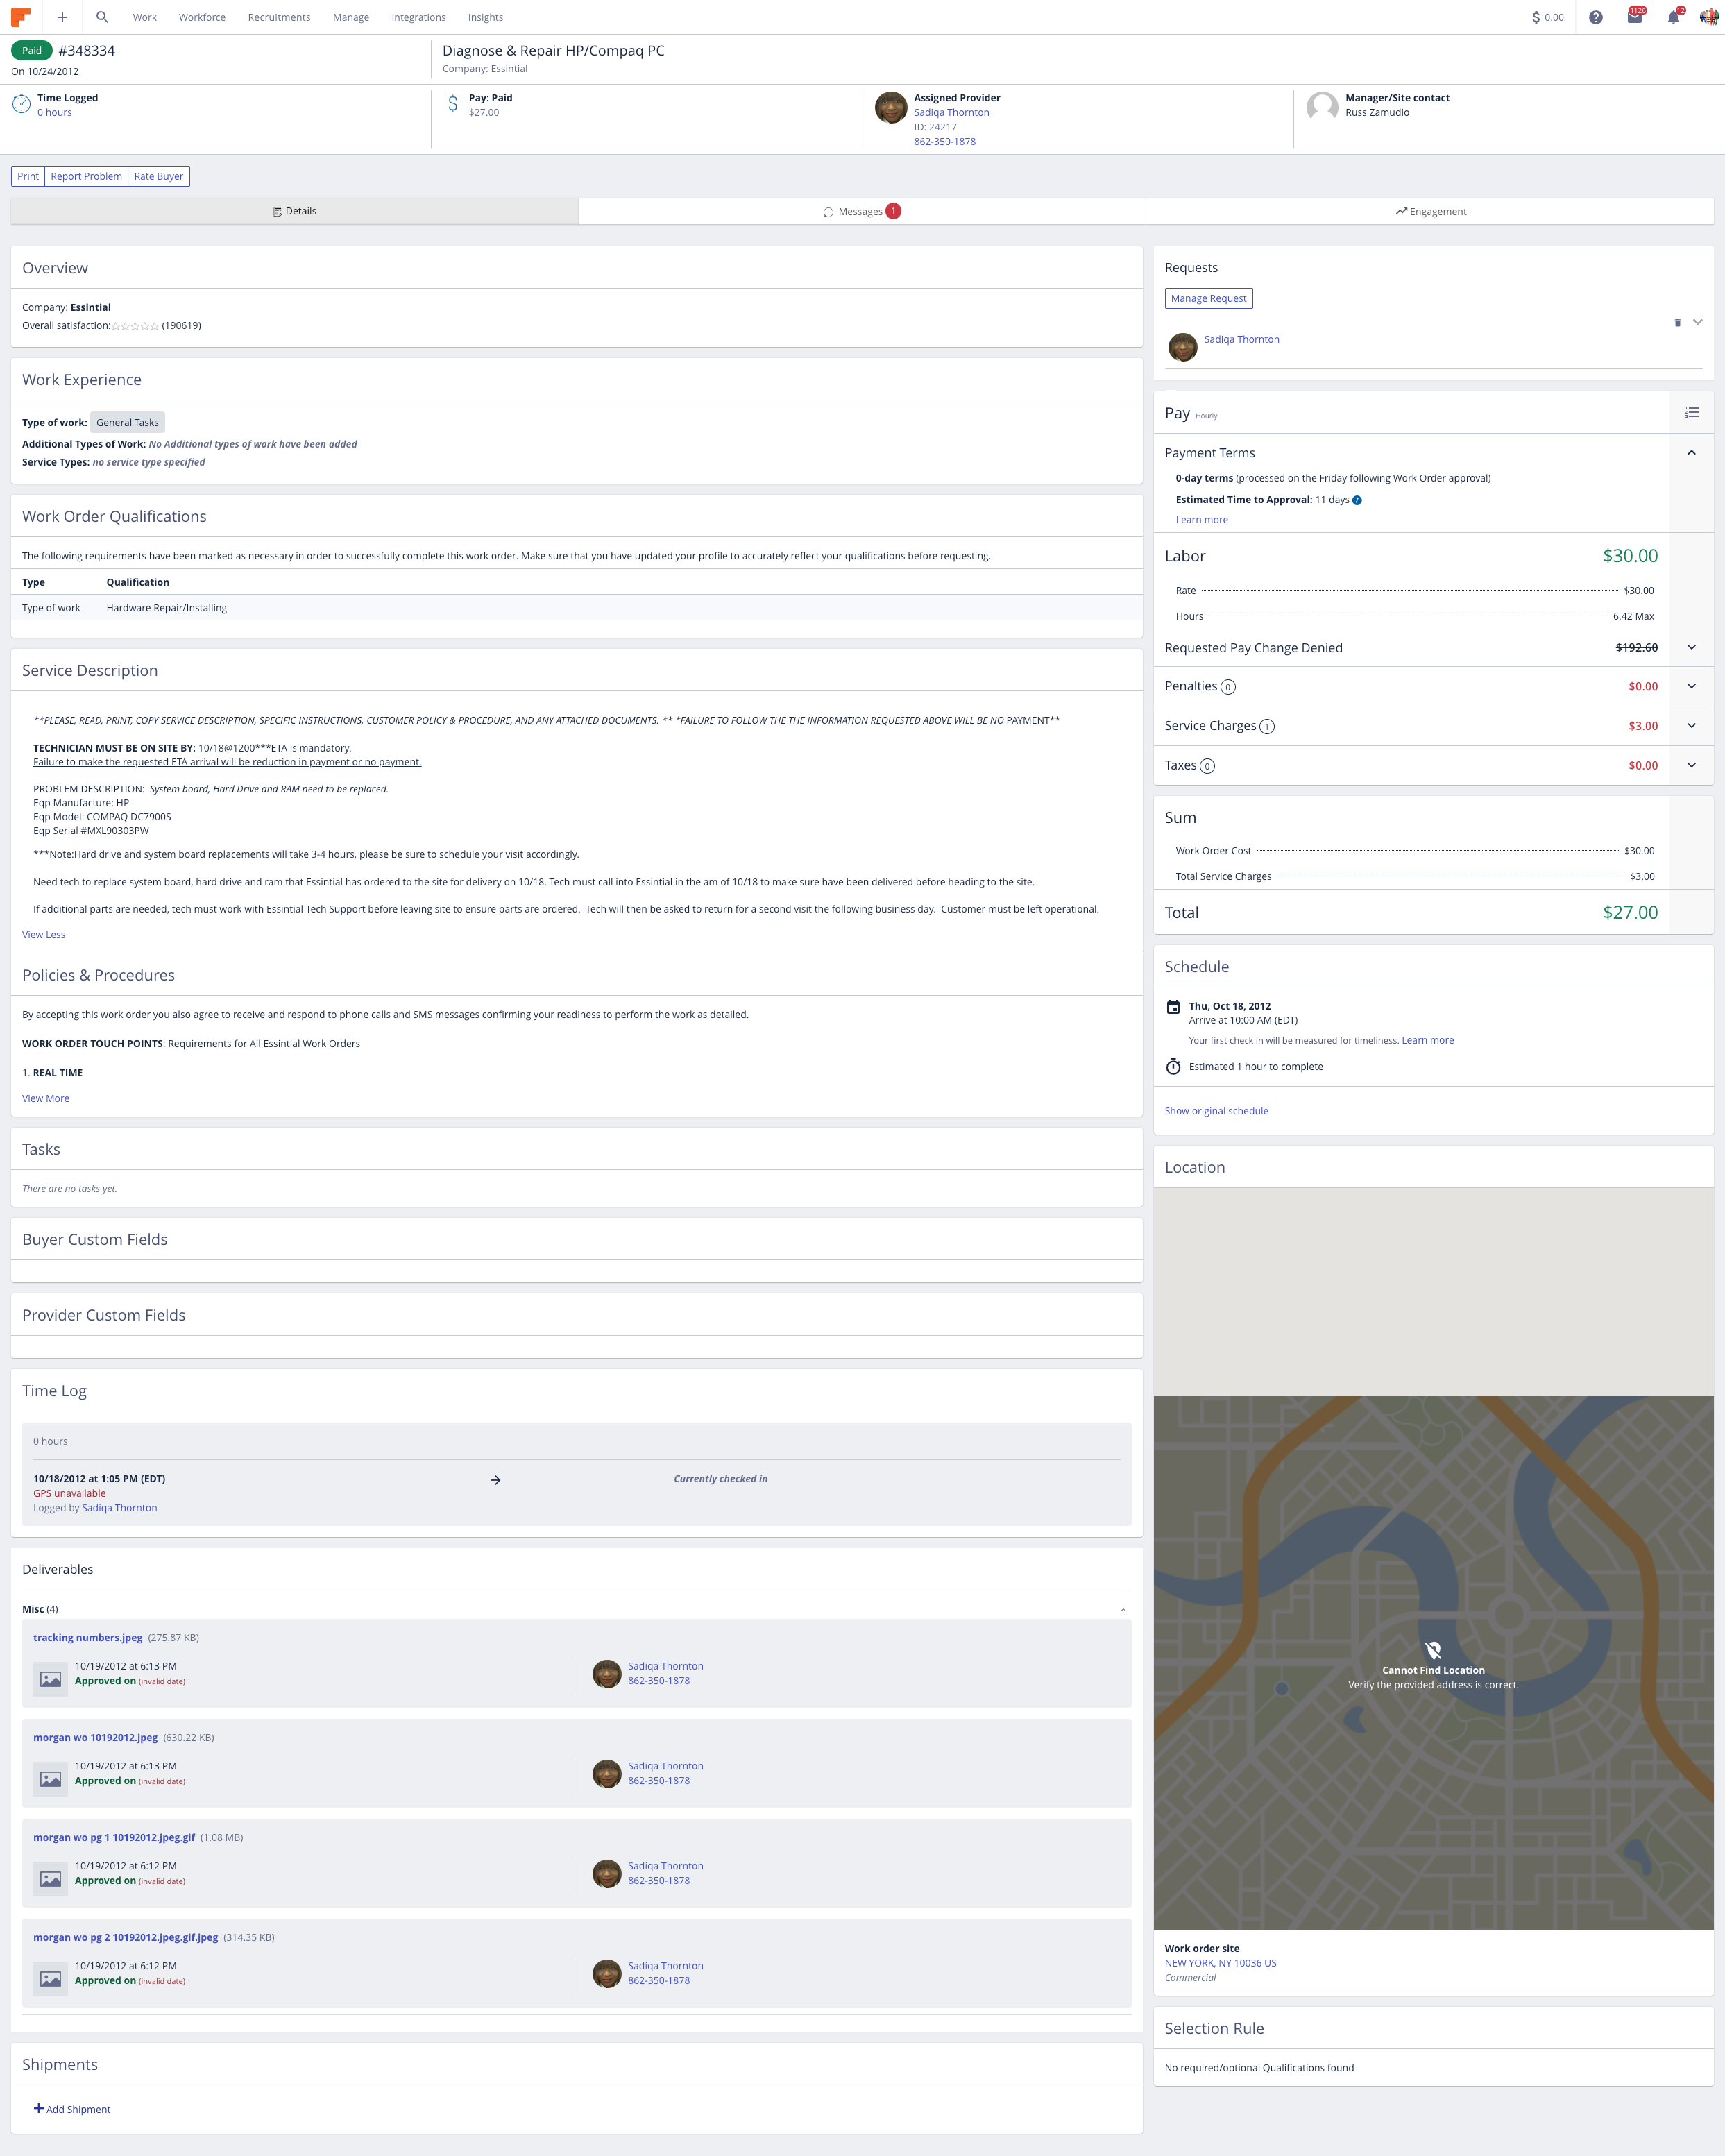 Work Workforce Recruitments Manage Integrations Insights $ 0.00 1126 12
Paid #348334
On 10/24/2012
Diagnose & Repair HP/Compaq PC
Company: Essintial
Time Logged
0 hours
Pay: Paid
$27.00
Assigned Provider
Sadiqa Thornton
ID: 24217
862-350-1878
Manager/Site contact
Russ Zamudio
Print Report Problem Rate Buyer
Details Messages 1 Engagement
Overview
Company: Essintial
Overall satisfaction:☆☆☆☆☆ (190619)
Work Experience
Type of work: General Tasks
Additional Types of Work: No Additional types of work have been added
Service Types: no service type specified
Work Order Qualifications
The following requirements have been marked as necessary in order to successfully complete this work order. Make sure that you have updated your profile to accurately reflect your qualifications before requesting.
Type Qualification
Type of work Hardware Repair/Installing
Service Description
**PLEASE, READ, PRINT, COPY SERVICE DESCRIPTION, SPECIFIC INSTRUCTIONS, CUSTOMER POLICY & PROCEDURE, AND ANY ATTACHED DOCUMENTS. ** *FAILURE TO FOLLOW THE THE INFORMATION REQUESTED ABOVE WILL BE NO PAYMENT**
TECHNICIAN MUST BE ON SITE BY: 10/18@1200***ETA is mandatory.
Failure to make the requested ETA arrival will be reduction in payment or no payment.
PROBLEM DESCRIPTION: System board, Hard Drive and RAM need to be replaced.
Eqp Manufacture: HP
Eqp Model: COMPAQ DC7900S
Eqp Serial #MXL90303PW
***Note:Hard drive and system board replacements will take 3-4 hours, please be sure to schedule your visit accordingly.
Need tech to replace system board, hard drive and ram that Essintial has ordered to the site for delivery on 10/18. Tech must call into Essintial in the am of 10/18 to make sure have been delivered before heading to the site.
If additional parts are needed, tech must work with Essintial Tech Support before leaving site to ensure parts are ordered. Tech will then be asked to return for a second visit the following business day. Customer must be left operational.
View Less
Policies & Procedures
By accepting this work order you also agree to receive and respond to phone calls and SMS messages confirming your readiness to perform the work as detailed.
WORK ORDER TOUCH POINTS: Requirements for All Essintial Work Orders
1. REAL TIME
View More
Tasks
There are no tasks yet.
Buyer Custom Fields
Provider Custom Fields
Time Log
0 hours
10/18/2012 at 1:05 PM (EDT) Currently checked in
GPS unavailable
Logged by Sadiqa Thornton
Deliverables
Misc (4)
tracking numbers.jpeg (275.87 KB)
10/19/2012 at 6:13 PM
Approved on (invalid date)
Sadiqa Thornton
862-350-1878
morgan wo 10192012.jpeg (630.22 KB)
10/19/2012 at 6:13 PM
Approved on (invalid date)
Sadiqa Thornton
862-350-1878
morgan wo pg 1 10192012.jpeg.gif (1.08 MB)
10/19/2012 at 6:12 PM
Approved on (invalid date)
Sadiqa Thornton
862-350-1878
morgan wo pg 2 10192012.jpeg.gif.jpeg (314.35 KB)
10/19/2012 at 6:12 PM
Approved on (invalid date)
Sadiqa Thornton
862-350-1878
Shipments
Add Shipment
Requests
Manage Request
Sadiqa Thornton
Pay Hourly
Payment Terms
0-day terms (processed on the Friday following Work Order approval)
Estimated Time to Approval: 11 days
Learn more
Labor $30.00
Rate $30.00
Hours 6.42 Max
Requested Pay Change Denied $192.60
Penalties 0 $0.00
Service Charges 1 $3.00
Taxes 0 $0.00
Sum
Work Order Cost $30.00
Total Service Charges $3.00
Total $27.00
Schedule
Thu, Oct 18, 2012
Arrive at 10:00 AM (EDT)
Your first check in will be measured for timeliness. Learn more
Estimated 1 hour to complete
Show original schedule
Location
Cannot Find Location
Verify the provided address is correct.
Work order site
NEW YORK, NY 10036 US
Commercial
Selection Rule
No required/optional Qualifications found